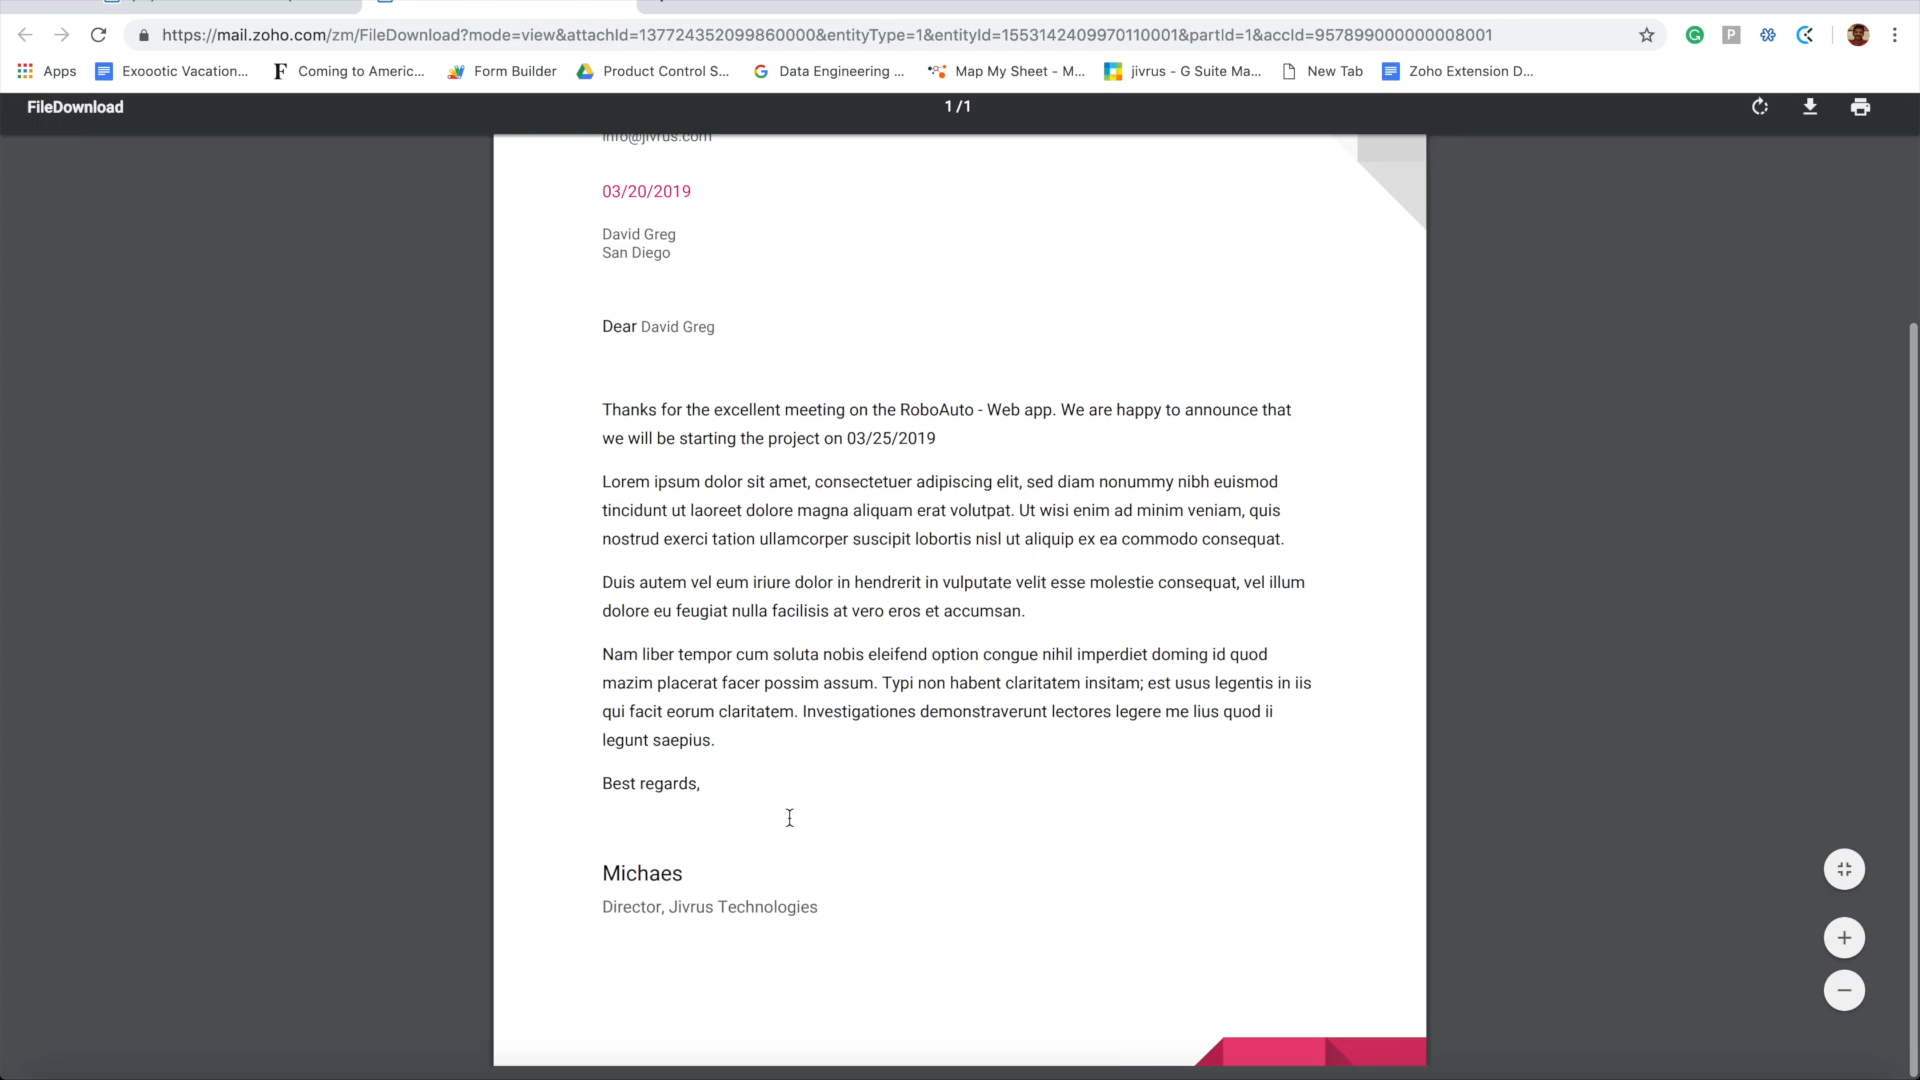 https://mail.zoho.com/zm/FileDownload?mode=view&attachId=137724352099860000&entityType=1&entityId=1553142409970110001&partId=1&accId=957899000000008001
Apps Exoootic Vacation... Coming to Americ... Form Builder Product Control S... Data Engineering ... Map My Sheet - M... jivrus - G Suite Ma... New Tab Zoho Extension D...
FileDownload 1 / 1
info@jivrus.com
03/20/2019
David Greg
San Diego
Dear David Greg
Thanks for the excellent meeting on the RoboAuto - Web app. We are happy to announce that
we will be starting the project on 03/25/2019
Lorem ipsum dolor sit amet, consectetuer adipiscing elit, sed diam nonummy nibh euismod
tincidunt ut laoreet dolore magna aliquam erat volutpat. Ut wisi enim ad minim veniam, quis
nostrud exerci tation ullamcorper suscipit lobortis nisl ut aliquip ex ea commodo consequat.
Duis autem vel eum iriure dolor in hendrerit in vulputate velit esse molestie consequat, vel illum
dolore eu feugiat nulla facilisis at vero eros et accumsan.
Nam liber tempor cum soluta nobis eleifend option congue nihil imperdiet doming id quod
mazim placerat facer possim assum. Typi non habent claritatem insitam; est usus legentis in iis
qui facit eorum claritatem. Investigationes demonstraverunt lectores legere me lius quod ii
legunt saepius.
Best regards,
Michaes
Director, Jivrus Technologies